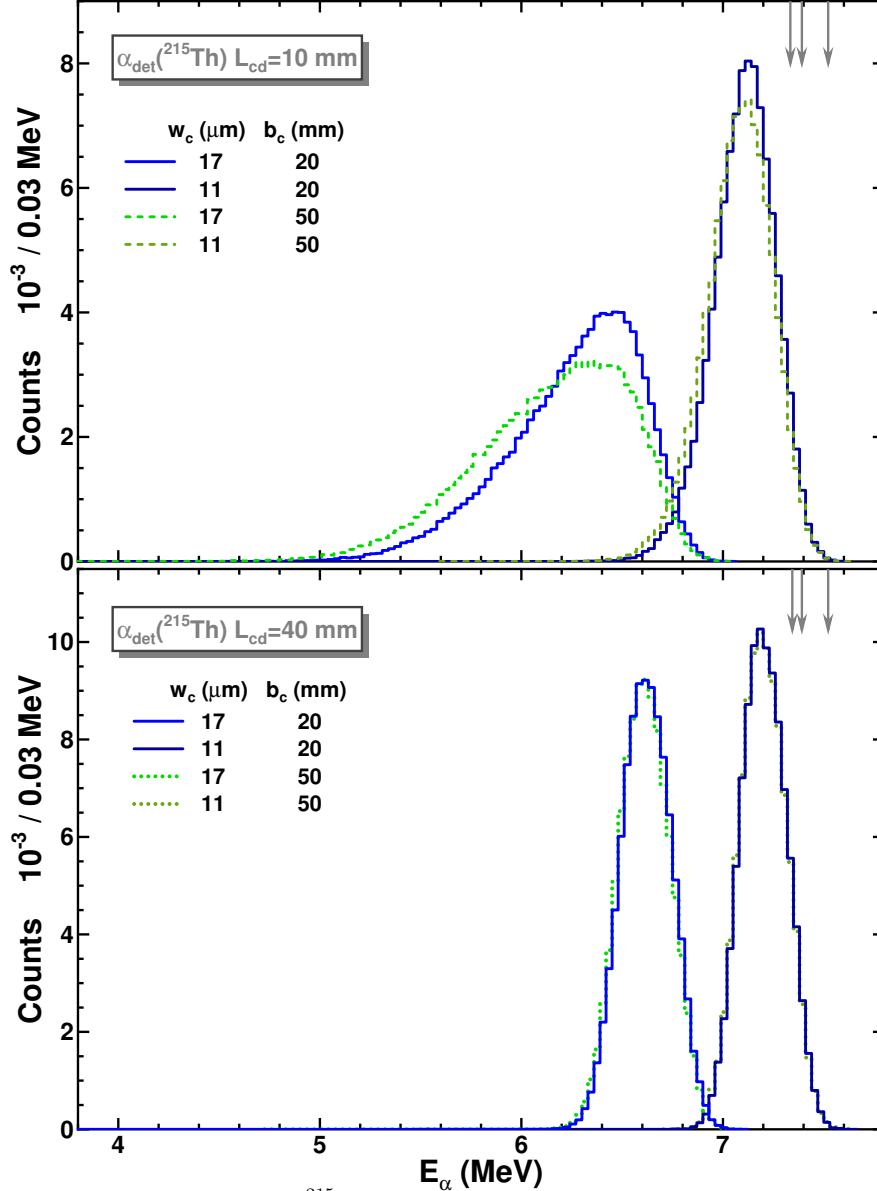 α_det(²¹⁵Th) L_cd=10 mm
w_c (μm) b_c (mm)
17 20
11 20
17 50
11 50
8
6
4
2
0
Counts 10⁻³ / 0.03 MeV
α_det(²¹⁵Th) L_cd=40 mm
w_c (μm) b_c (mm)
17 20
11 20
17 50
11 50
10
8
6
4
2
0
Counts 10⁻³ / 0.03 MeV
4 5 6 7
E_α (MeV)
215